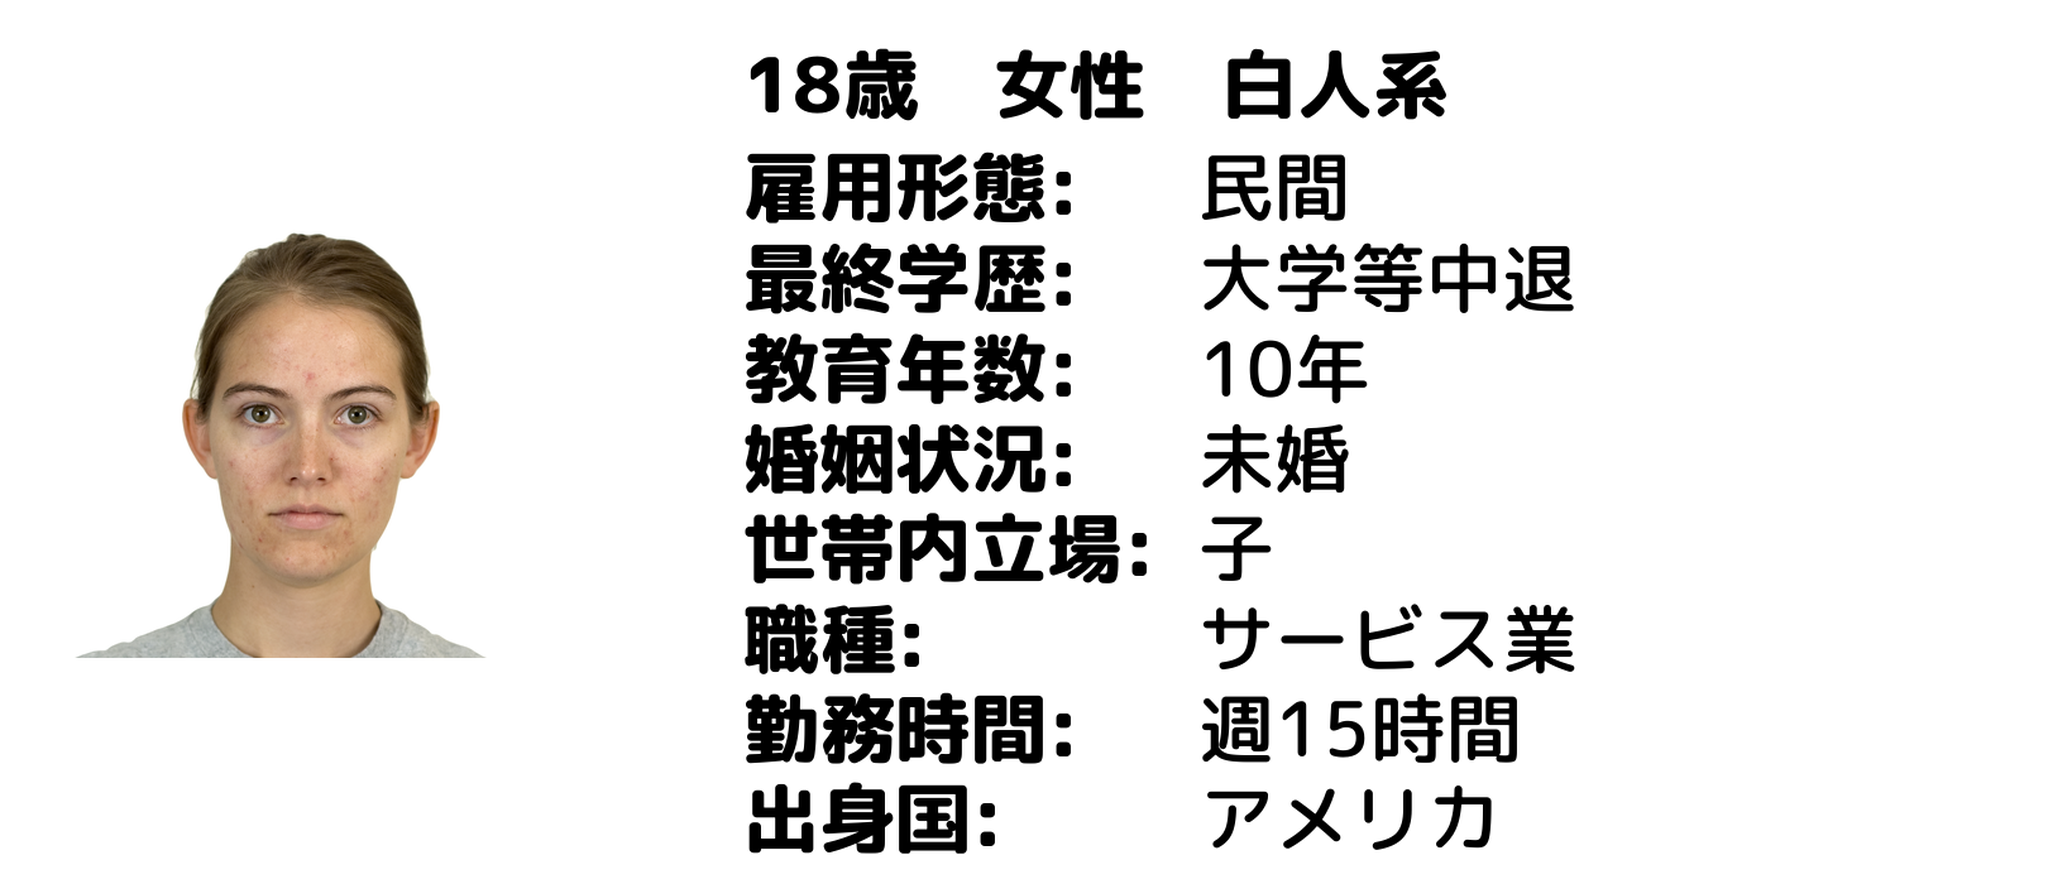 18歳　女性　白人系
雇用形態: 民間
最終学歴: 大学等中退
教育年数: 10年
婚姻状況: 未婚
世帯内立場: 子
職種: サービス業
勤務時間: 週15時間
出身国: アメリカ